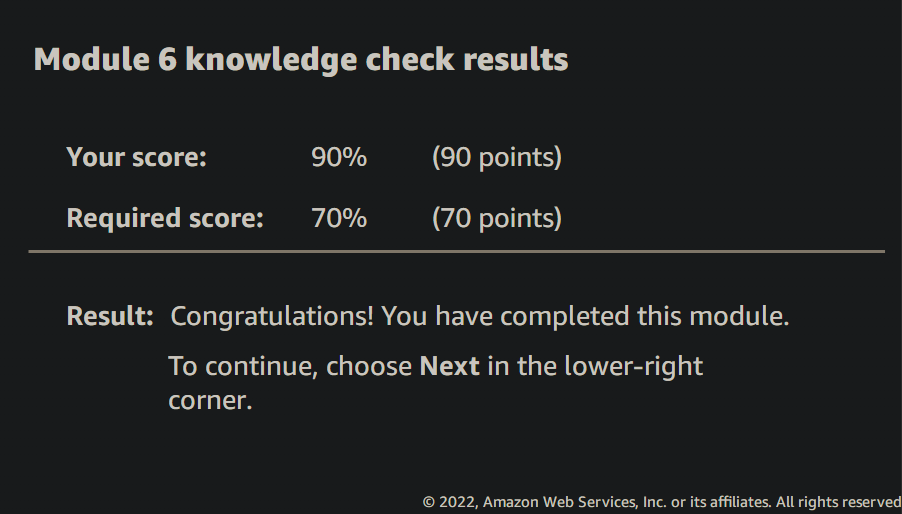 Module 6 knowledge check results
Your score: 90% (90 points)
Required score: 70% (70 points)
Result: Congratulations! You have completed this module.
To continue, choose Next in the lower-right
corner.
© 2022, Amazon Web Services, Inc. or its affiliates. All rights reserved